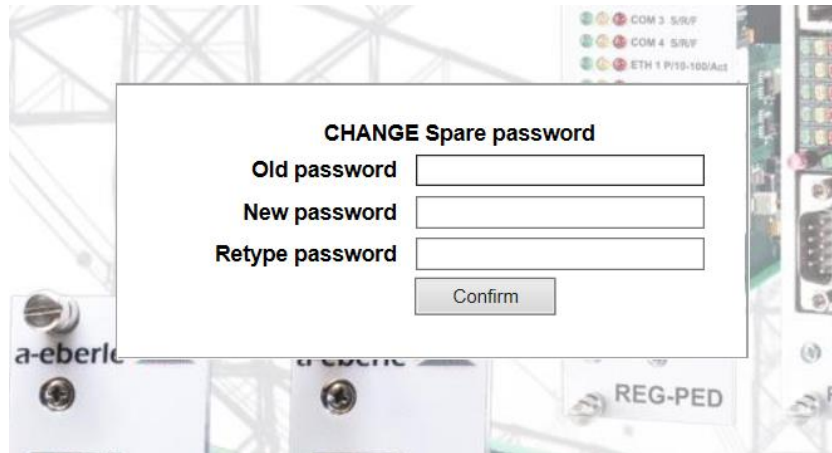 COM 3 S/R/F
COM 4 S/R/F
ETH 1 P/10-100/Act
CHANGE Spare password
Old password
New password
Retype password
Confirm
a-eberle
REG-PED